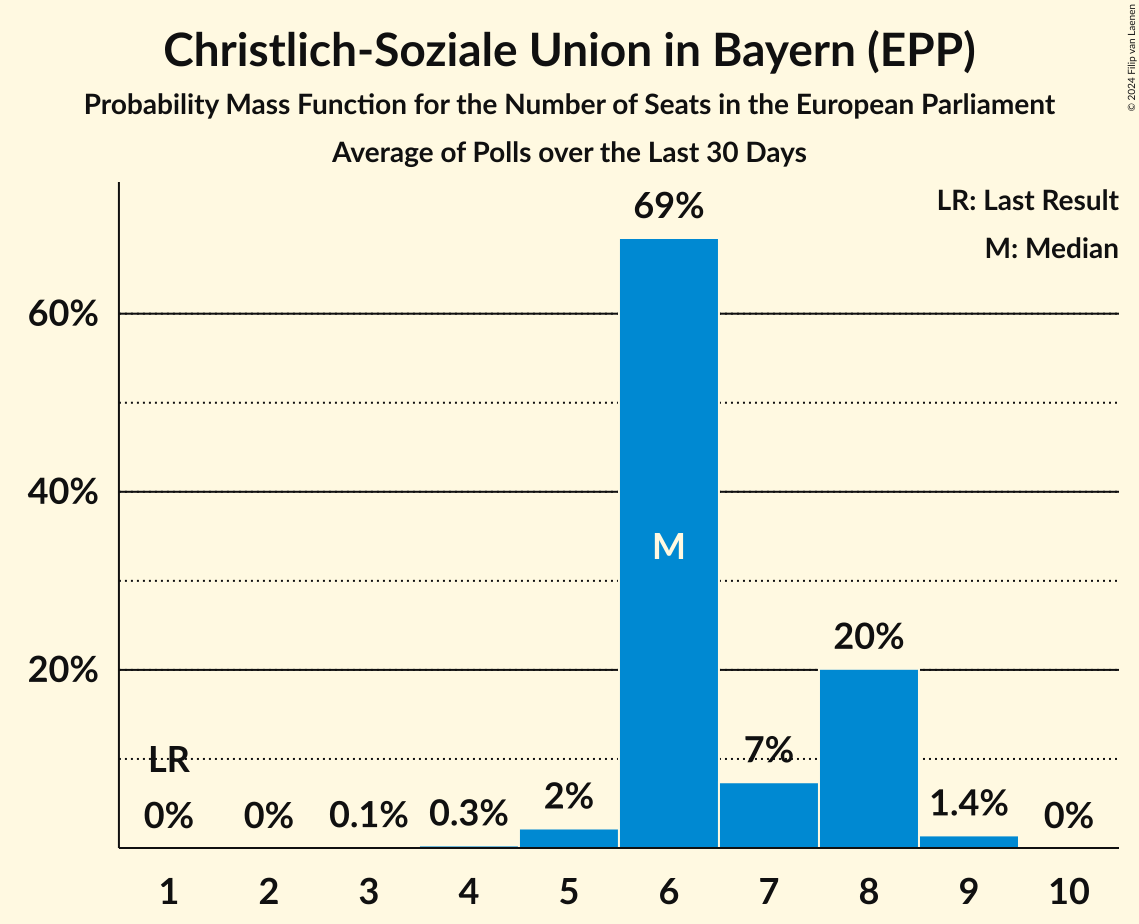 Christlich-Soziale Union in Bayern (EPP)
Probability Mass Function for the Number of Seats in the European Parliament
Average of Polls over the Last 30 Days
© 2024 Filip van Laenen
LR: Last Result
M: Median
69%
60%
40%
M
20%
20%
LR
7%
0%
0%
0.1%
0.3%
2%
1.4%
0%
1 2 3 4 5 6 7 8 9 10